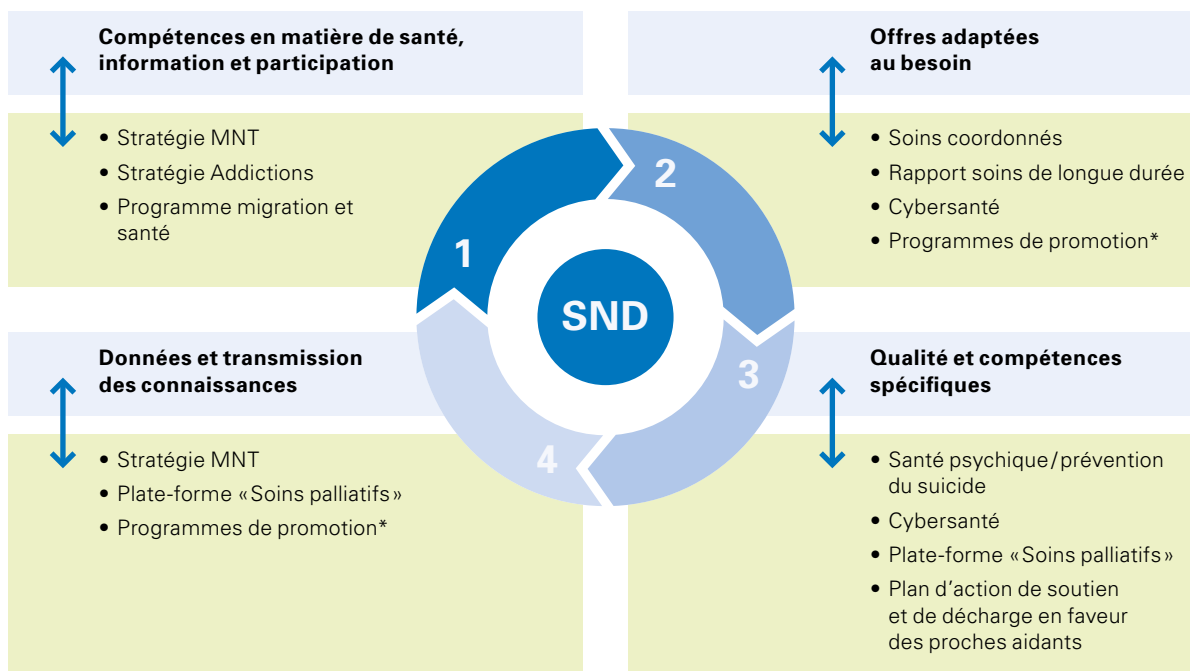 Compétences en matière de santé,
information et participation
• Stratégie MNT
• Stratégie Addictions
• Programme migration et
santé
Offres adaptées
au besoin
• Soins coordonnés
• Rapport soins de longue durée
• Cybersanté
• Programmes de promotion*
1
2
SND
3
4
Données et transmission
des connaissances
• Stratégie MNT
• Plate-forme «Soins palliatifs»
• Programmes de promotion*
Qualité et compétences
spécifiques
• Santé psychique/prévention
du suicide
• Cybersanté
• Plate-forme «Soins palliatifs»
• Plan d'action de soutien
et de décharge en faveur
des proches aidants